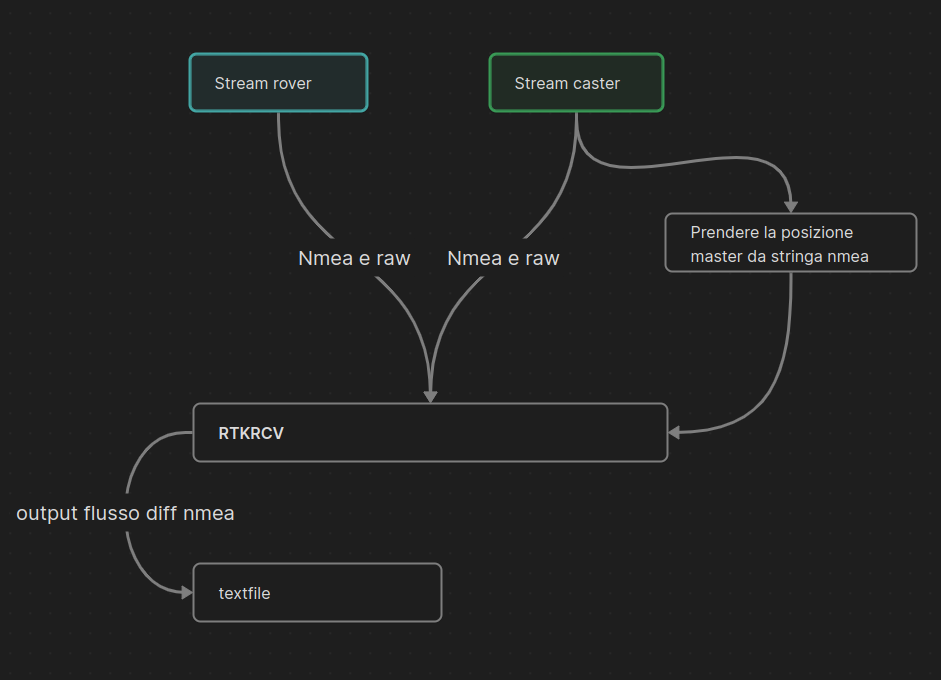 Stream rover
Stream caster
Prendere la posizione
master da stringa nmea
Nmea e raw
Nmea e raw
RTKRCV
output flusso diff nmea
textfile